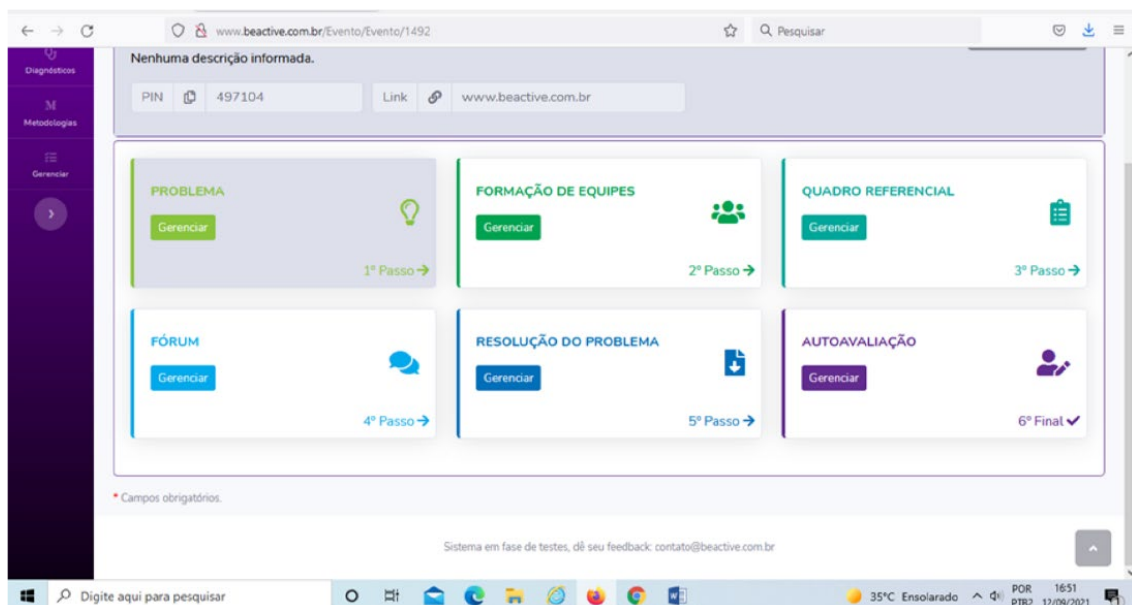 www.beactive.com.br/Evento/Evento/1492
Pesquisar
Diagnósticos
M
Metodologias
Gerenciar
Nenhuma descrição informada.
PIN 497104 Link www.beactive.com.br
PROBLEMA
Gerenciar
1º Passo
FORMAÇÃO DE EQUIPES
Gerenciar
2º Passo
QUADRO REFERENCIAL
Gerenciar
3º Passo
FÓRUM
Gerenciar
4º Passo
RESOLUÇÃO DO PROBLEMA
Gerenciar
5º Passo
AUTOAVALIAÇÃO
Gerenciar
6º Final
* Campos obrigatórios.
Sistema em fase de testes, dê seu feedback: contato@beactive.com.br
Digite aqui para pesquisar
35°C Ensolarado
POR
PTB2
16:51
12/09/2021